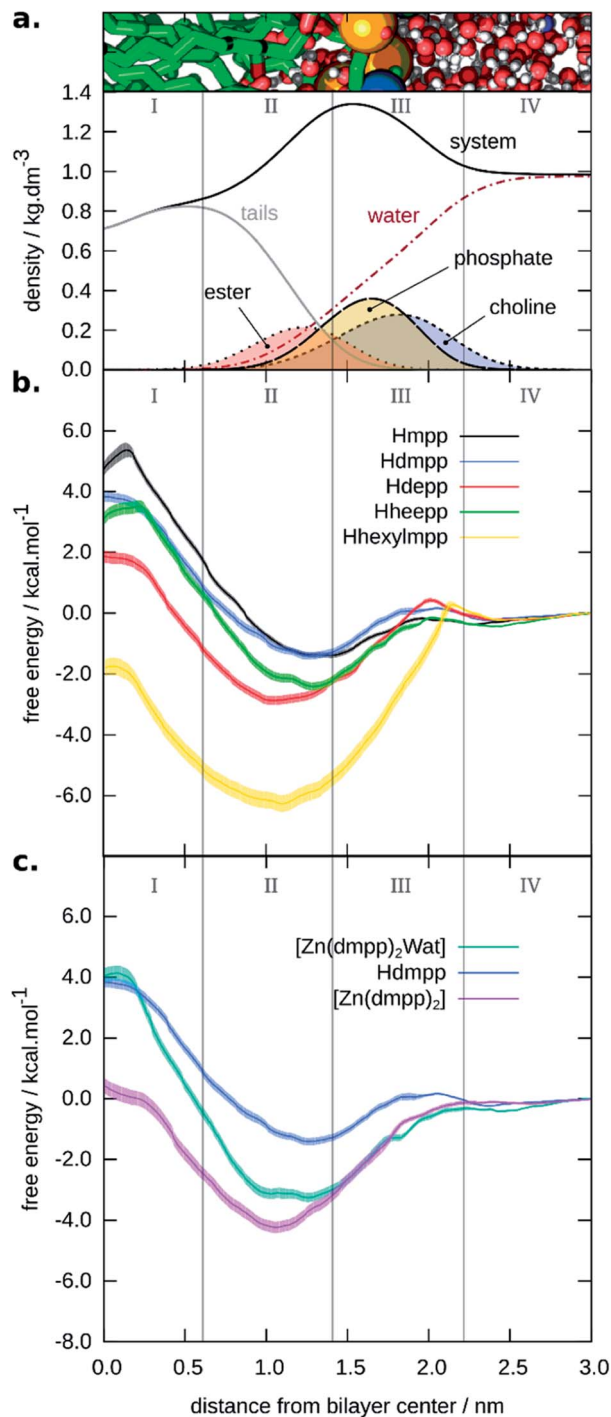 a.
1.4
1.2
1.0
0.8
0.6
0.4
0.2
0.0
density / kg.dm-3
I II III IV
system
tails
water
phosphate
ester
choline
b.
I II III IV
6.0
4.0
2.0
0.0
-2.0
-4.0
-6.0
free energy / kcal.mol-1
Hmpp
Hdmpp
Hdepp
Hheepp
Hhexylmpp
c.
I II III IV
6.0
4.0
2.0
0.0
-2.0
-4.0
-6.0
-8.0
free energy / kcal.mol-1
[Zn(dmpp)2Wat]
Hdmpp
[Zn(dmpp)2]
0.0 0.5 1.0 1.5 2.0 2.5 3.0
distance from bilayer center / nm